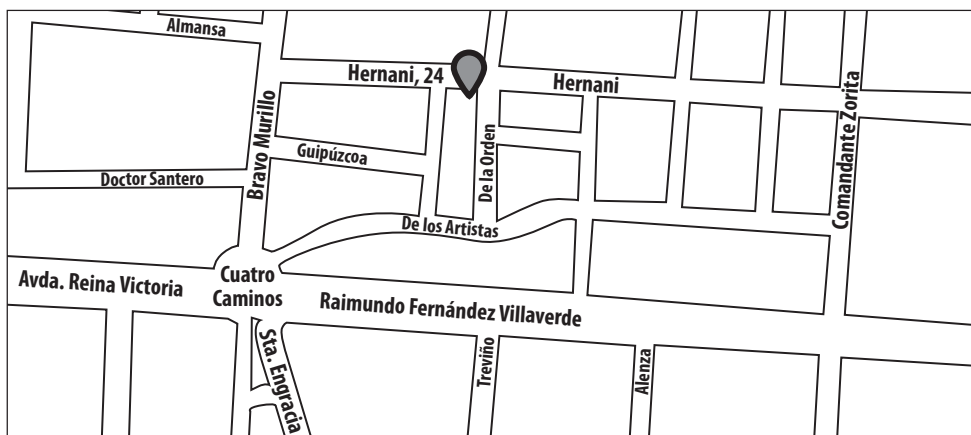 Almansa
Hernani, 24
Hernani
Comandante Zorita
Bravo Murillo
De la Orden
Guipúzcoa
Doctor Santero
De los Artistas
Cuatro
Caminos
Avda. Reina Victoria
Raimundo Fernández Villaverde
Sta. Engracia
Treviño
Alenza